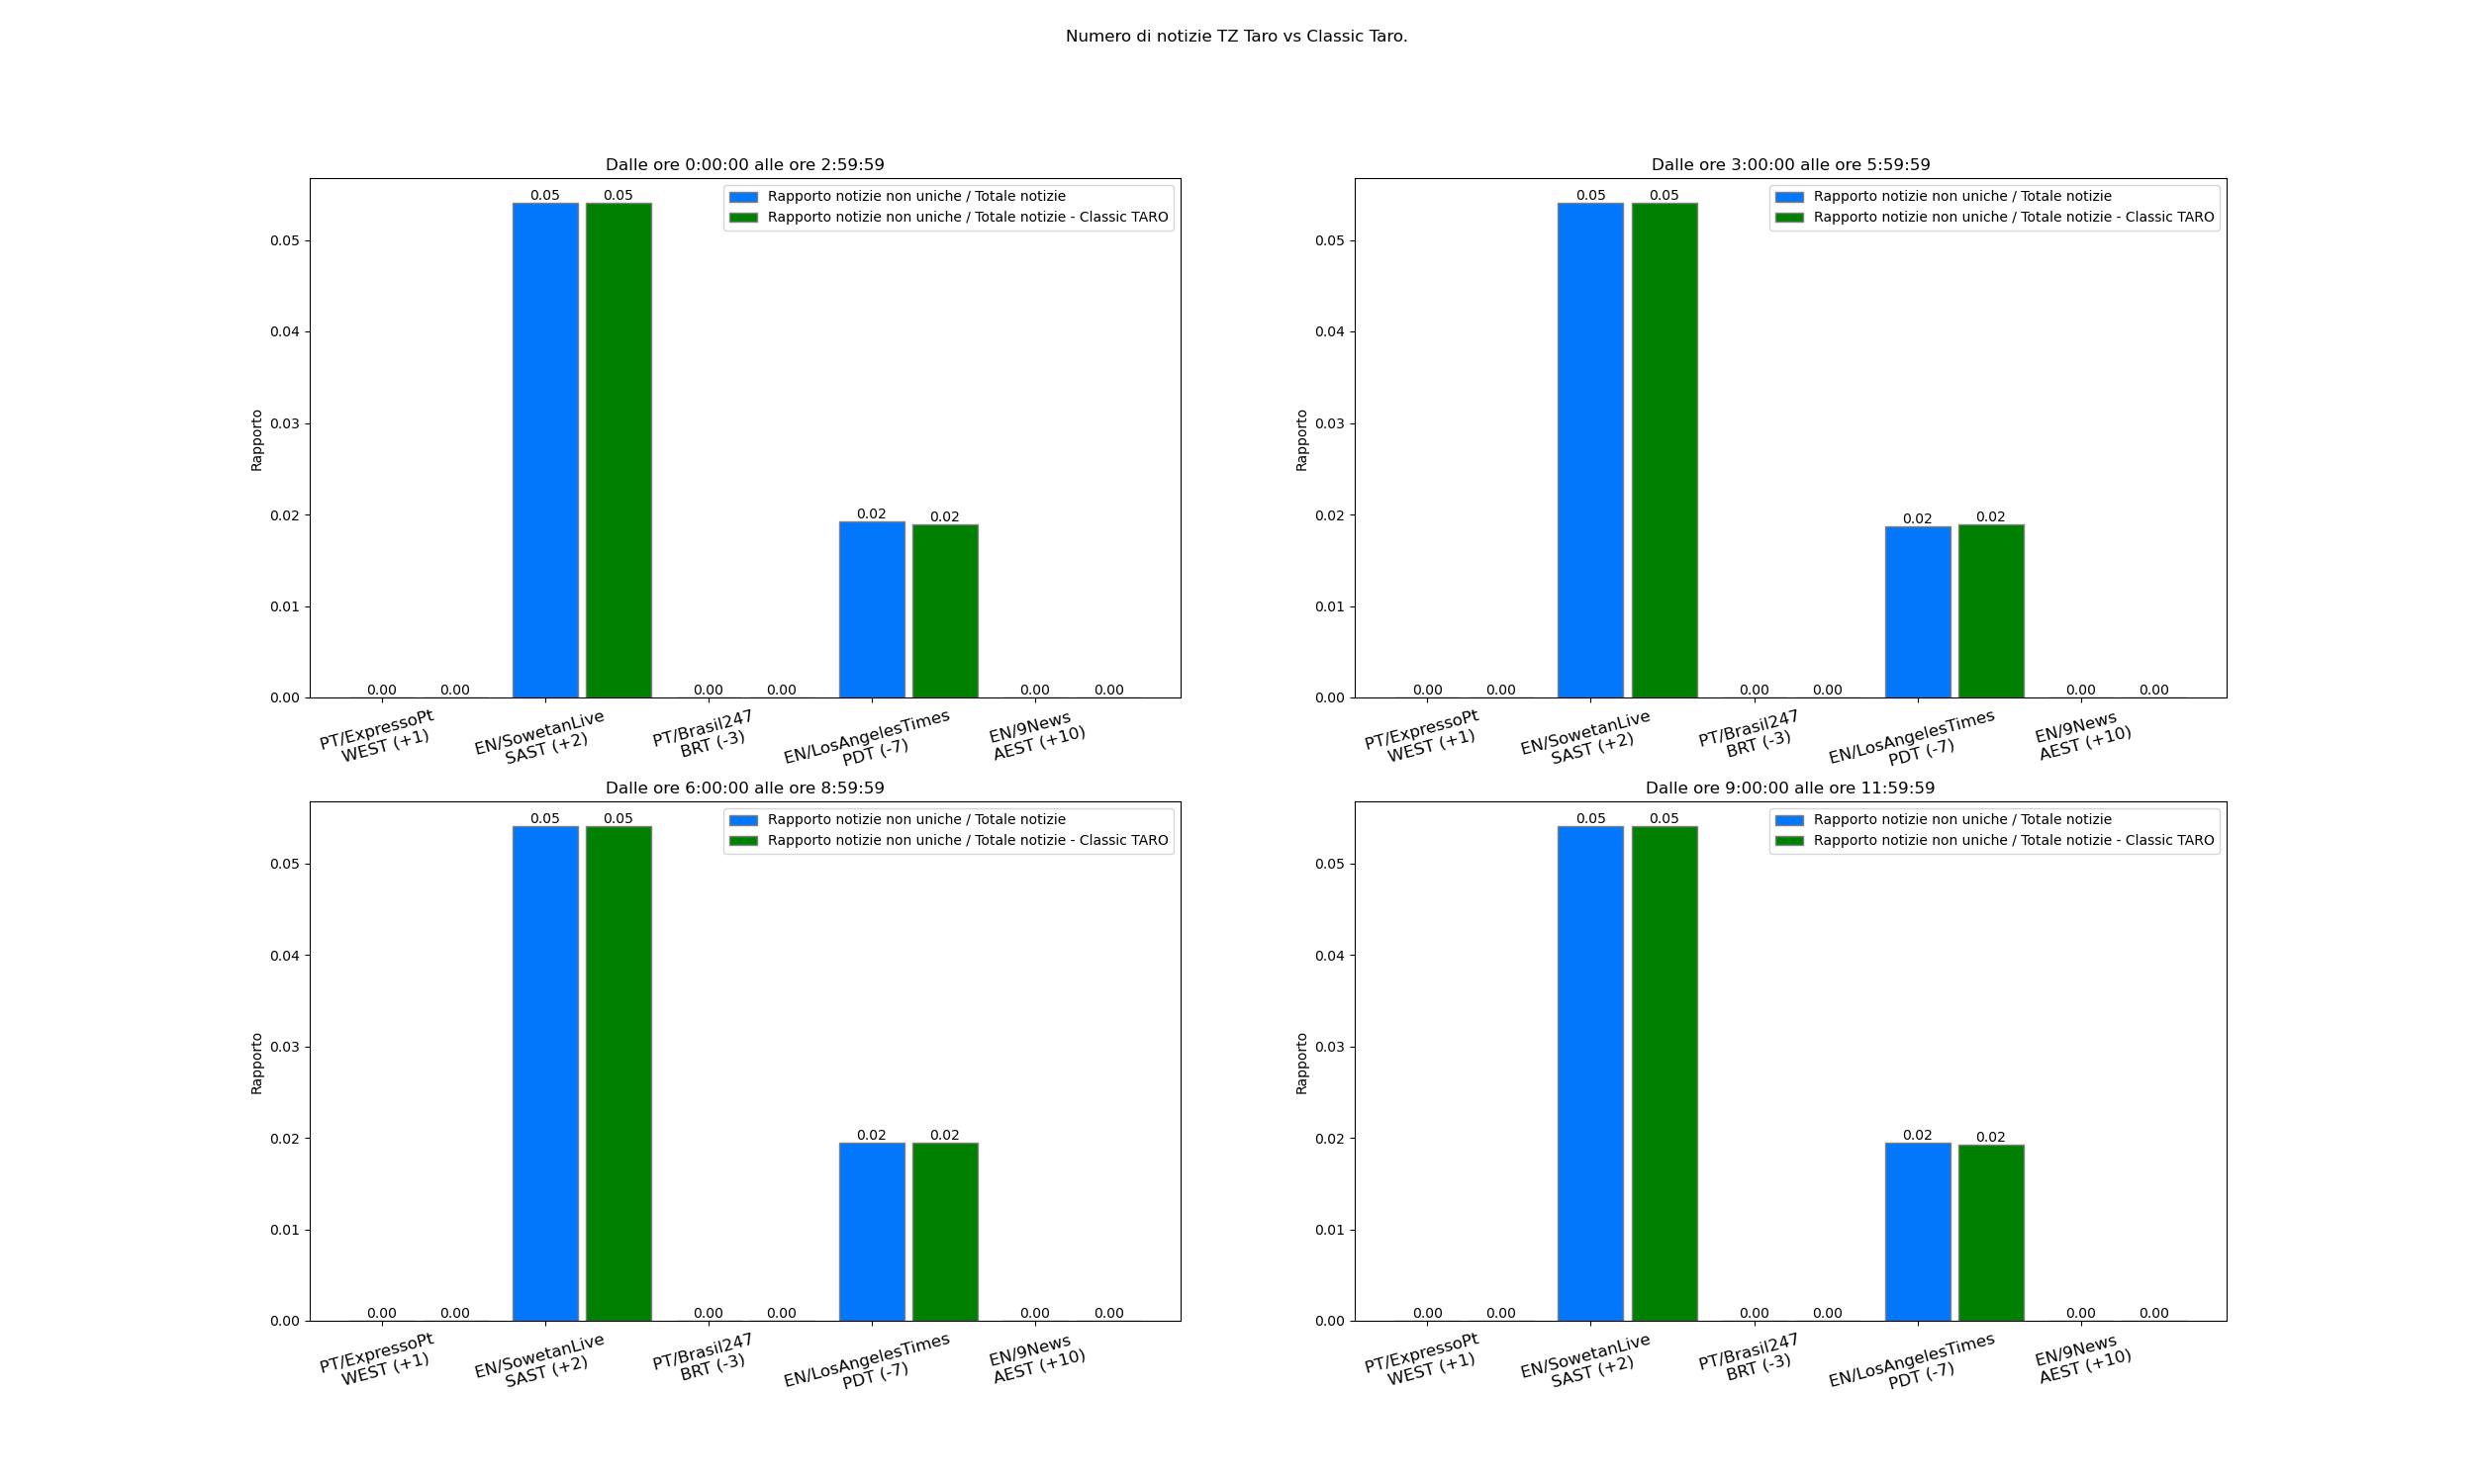 Numero di notizie TZ Taro vs Classic Taro.
Dalle ore 0:00:00 alle ore 2:59:59
Rapporto notizie non uniche / Totale notizie
Rapporto notizie non uniche / Totale notizie - Classic TARO
Rapporto
0.05
0.04
0.03
0.02
0.01
0.00
0.00 0.00 0.05 0.05 0.00 0.00 0.02 0.02 0.00 0.00
PT/ExpressoPt
WEST (+1)
EN/SowetanLive
SAST (+2)
PT/Brasil247
BRT (-3)
EN/LosAngelesTimes
PDT (-7)
EN/9News
AEST (+10)
Dalle ore 3:00:00 alle ore 5:59:59
Rapporto notizie non uniche / Totale notizie
Rapporto notizie non uniche / Totale notizie - Classic TARO
Rapporto
0.05
0.04
0.03
0.02
0.01
0.00
0.00 0.00 0.05 0.05 0.00 0.00 0.02 0.02 0.00 0.00
PT/ExpressoPt
WEST (+1)
EN/SowetanLive
SAST (+2)
PT/Brasil247
BRT (-3)
EN/LosAngelesTimes
PDT (-7)
EN/9News
AEST (+10)
Dalle ore 6:00:00 alle ore 8:59:59
Rapporto notizie non uniche / Totale notizie
Rapporto notizie non uniche / Totale notizie - Classic TARO
Rapporto
0.05
0.04
0.03
0.02
0.01
0.00
0.00 0.00 0.05 0.05 0.00 0.00 0.02 0.02 0.00 0.00
PT/ExpressoPt
WEST (+1)
EN/SowetanLive
SAST (+2)
PT/Brasil247
BRT (-3)
EN/LosAngelesTimes
PDT (-7)
EN/9News
AEST (+10)
Dalle ore 9:00:00 alle ore 11:59:59
Rapporto notizie non uniche / Totale notizie
Rapporto notizie non uniche / Totale notizie - Classic TARO
Rapporto
0.05
0.04
0.03
0.02
0.01
0.00
0.00 0.00 0.05 0.05 0.00 0.00 0.02 0.02 0.00 0.00
PT/ExpressoPt
WEST (+1)
EN/SowetanLive
SAST (+2)
PT/Brasil247
BRT (-3)
EN/LosAngelesTimes
PDT (-7)
EN/9News
AEST (+10)